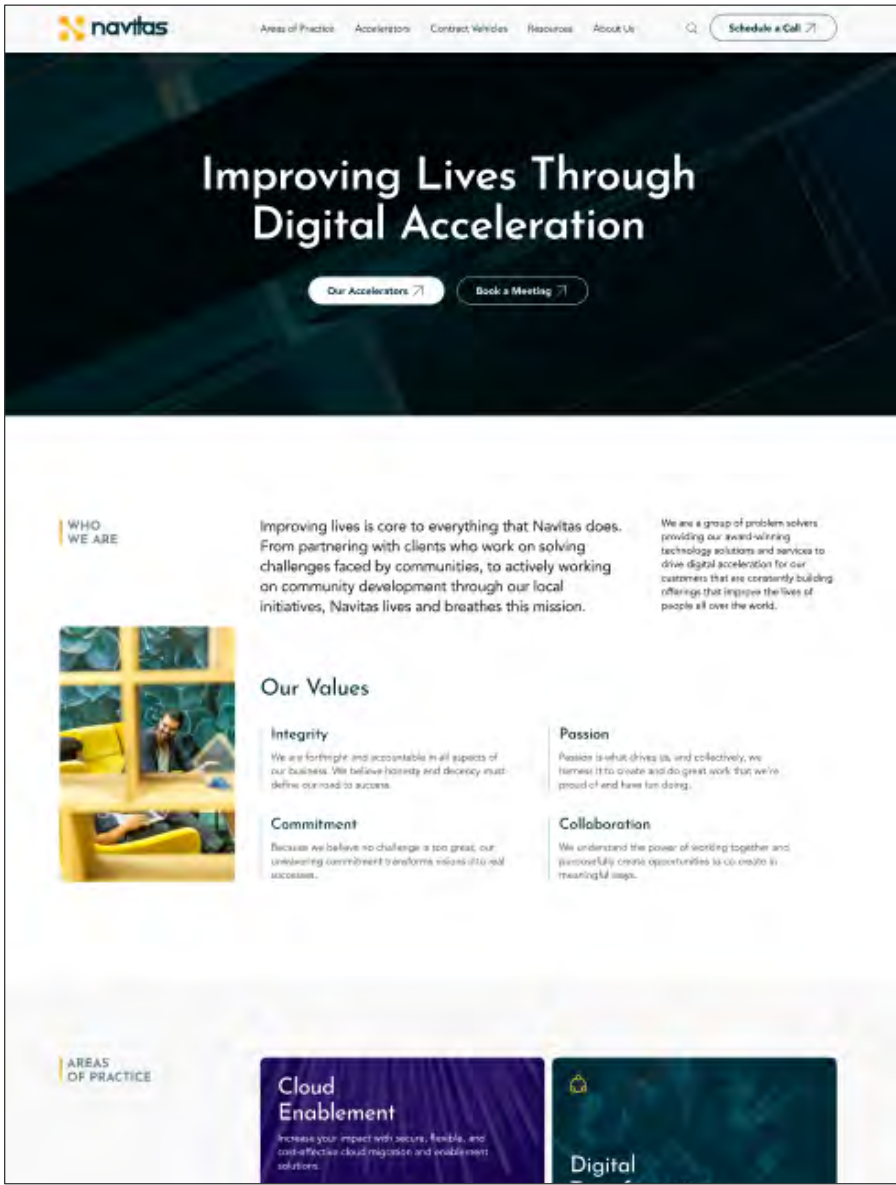 navitas
Areas of Practice Accelerators Contract Vehicles Resources About Us Schedule a Call
Improving Lives Through
Digital Acceleration
Our Accelerators Book a Meeting
WHO
WE ARE
Improving lives is core to everything that Navitas does.
From partnering with clients who work on solving
challenges faced by communities, to actively working
on community development through our local
initiatives, Navitas lives and breathes this mission.
We are a group of problem solvers
providing our award-winning
technology solutions and services to
drive digital acceleration for our
customers that are constantly building
offerings that improve the lives of
people all over the world.
Our Values
Integrity
We are forthright and accountable in all aspects of
our business. We believe honesty and decency must
define our road to success.
Passion
Passion is what drives us, and collectively, we
harness it to create and do great work that we're
proud of and have fun doing.
Commitment
Because we believe no challenge is too great, our
unwavering commitment transforms visions into real
successes.
Collaboration
We understand the power of working together and
purposefully create opportunities to co-create in
meaningful ways.
AREAS
OF PRACTICE
Cloud
Enablement
Increase your impact with secure, flexible, and
cost-effective cloud migration and enablement
solutions.
Digital